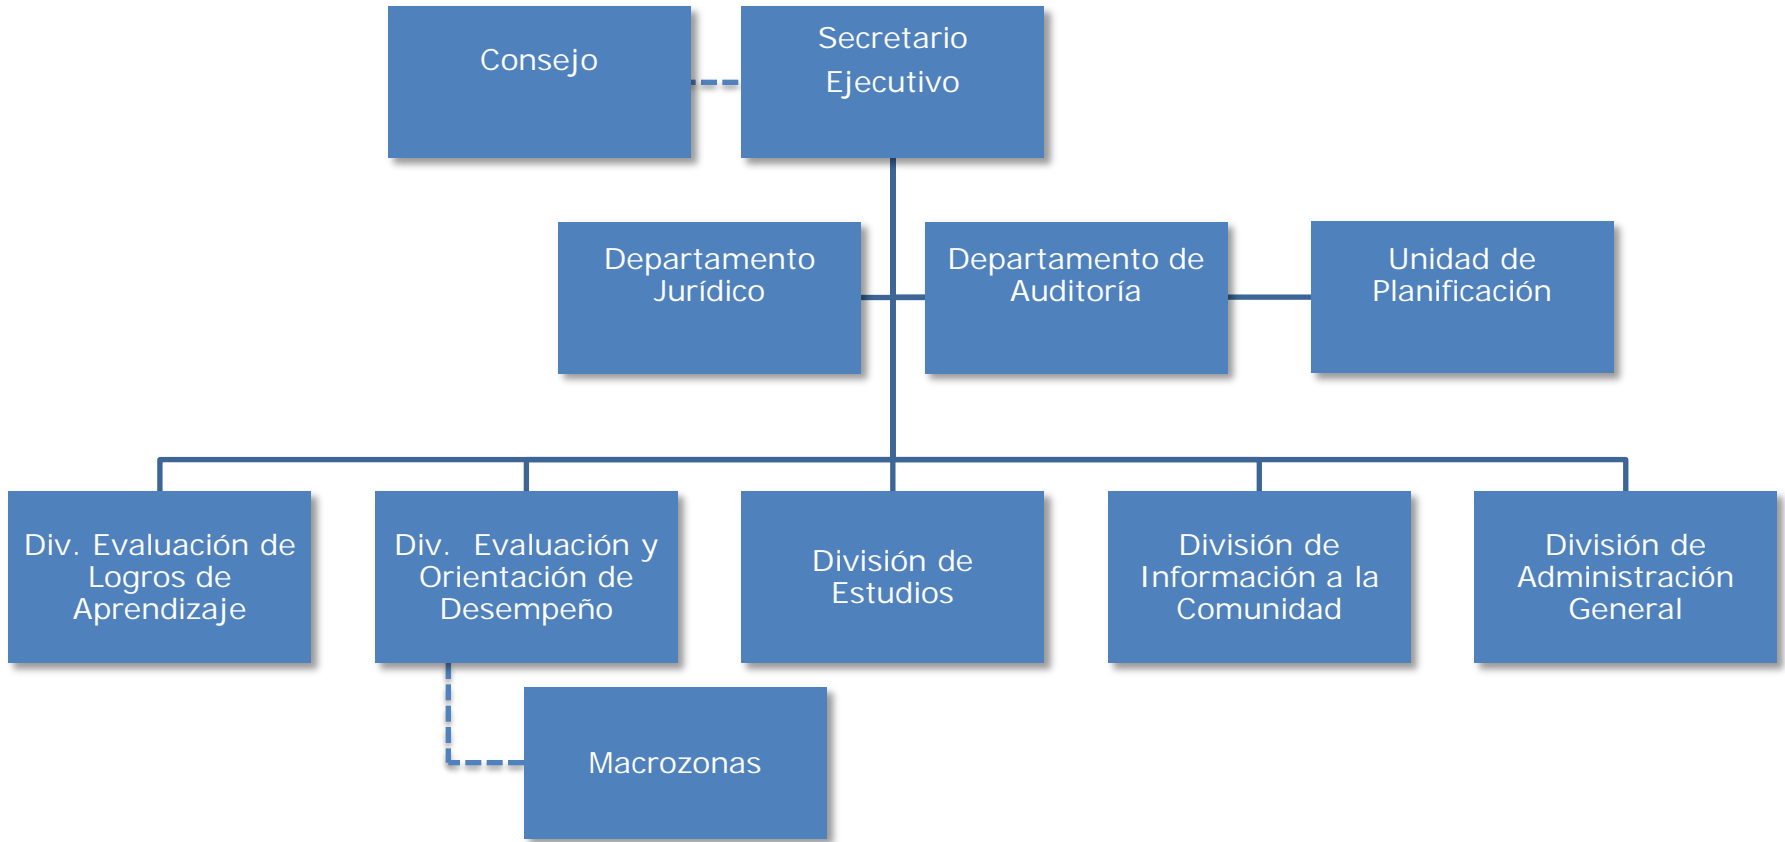 Consejo
Secretario
Ejecutivo
Departamento
Jurídico
Departamento de
Auditoría
Unidad de
Planificación
Div. Evaluación de
Logros de
Aprendizaje
Div.  Evaluación y
Orientación de
Desempeño
División de
Estudios
División de
Información a la
Comunidad
División de
Administración
General
Macrozonas